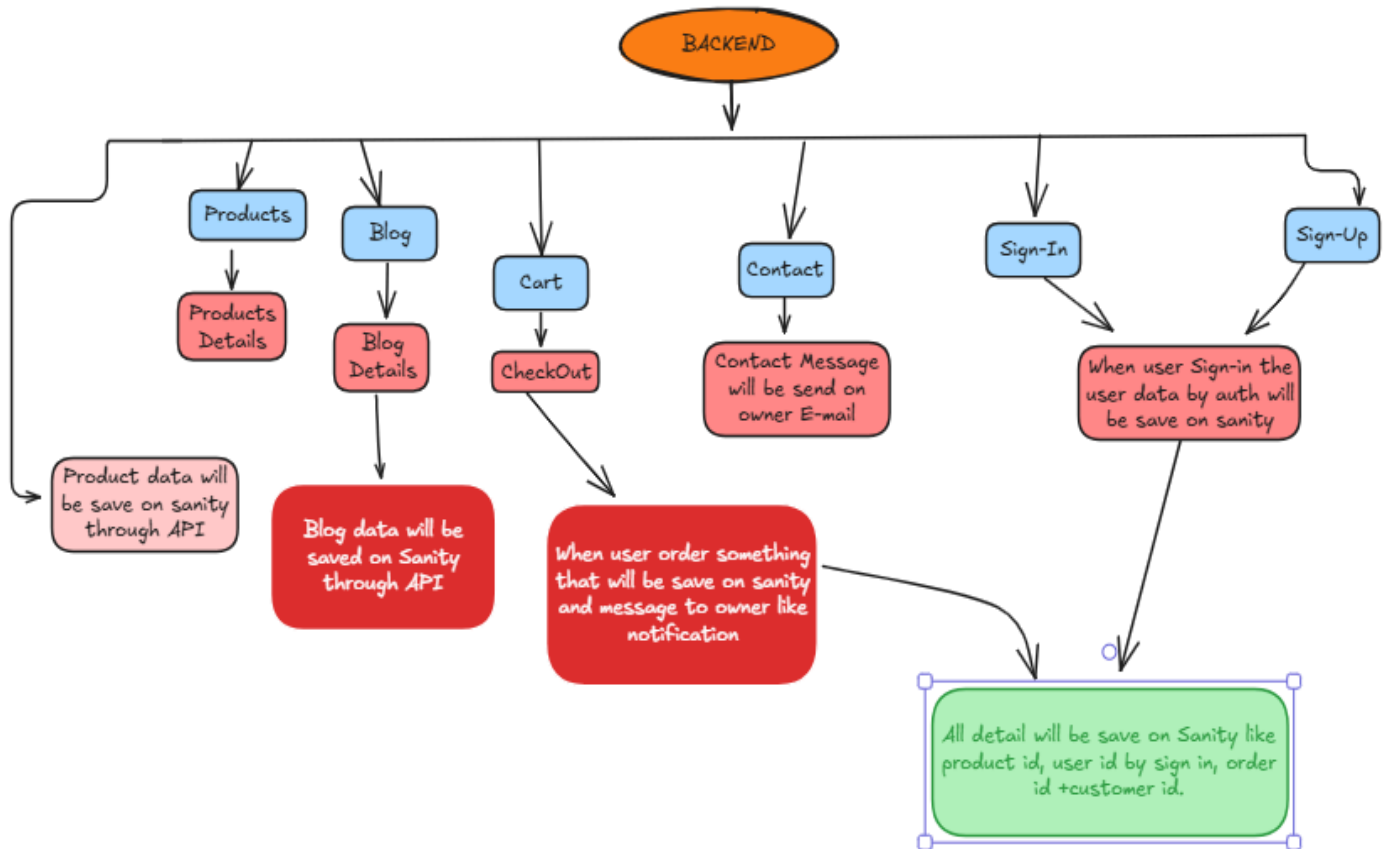 BACKEND
Products
Blog
Cart
Contact
Sign-In
Sign-Up
Products
Details
Blog
Details
CheckOut
Contact Message
will be send on
owner E-mail
When user Sign-in the
user data by auth will
be save on sanity
Product data will
be save on sanity
through API
Blog data will be
saved on Sanity
through API
When user order something
that will be save on sanity
and message to owner like
notification
All detail will be save on Sanity like
product id, user id by sign in, order
id +customer id.